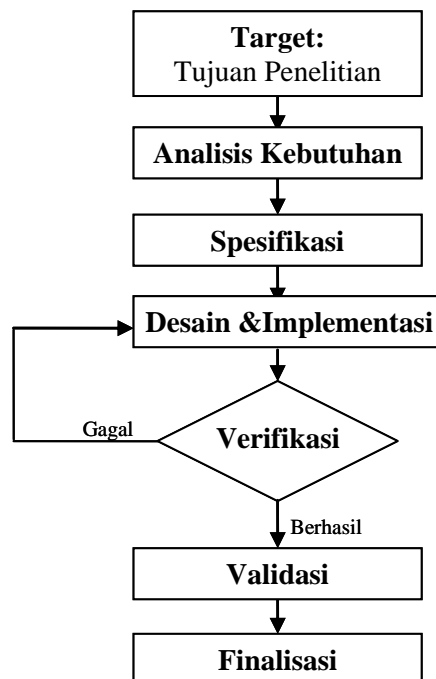 Target:
Tujuan Penelitian
Analisis Kebutuhan
Spesifikasi
Desain &Implementasi
Gagal
Verifikasi
Berhasil
Validasi
Finalisasi